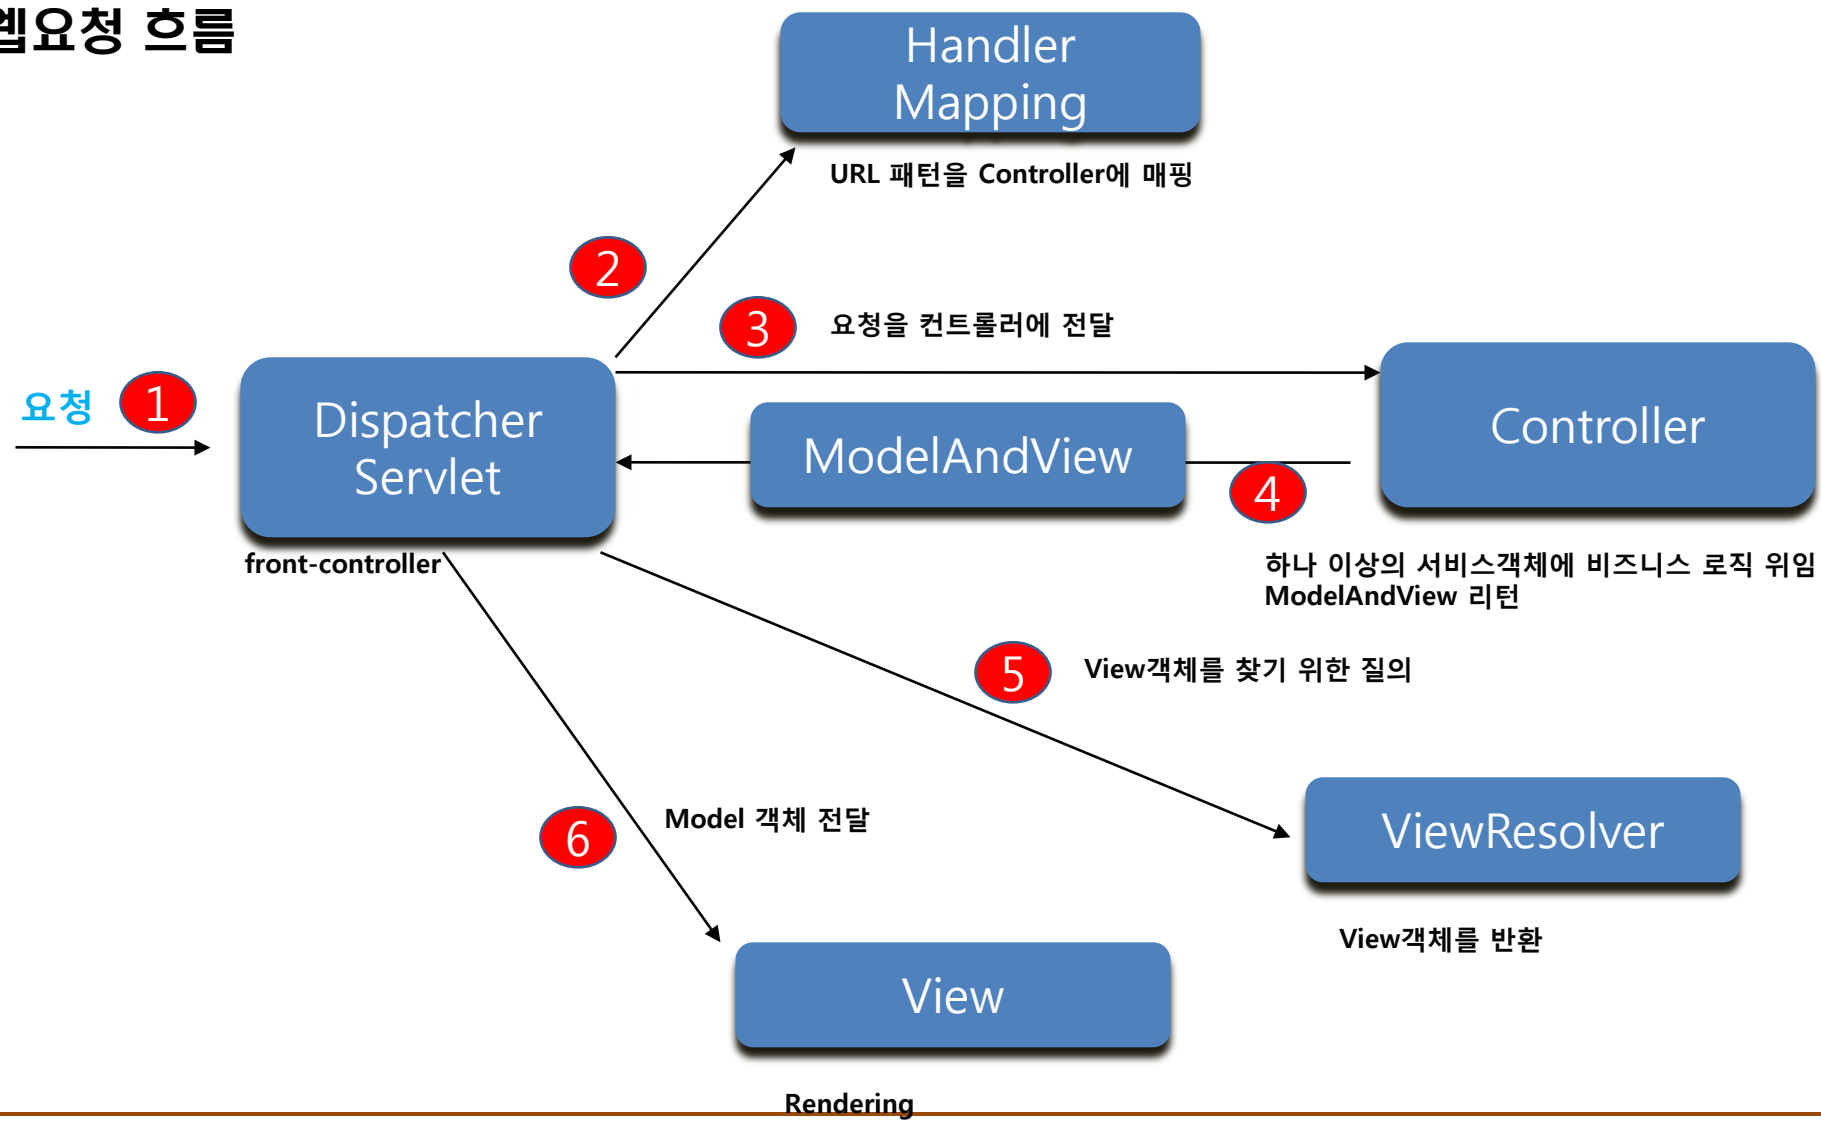 웹요청 흐름
Handler
Mapping
URL 패턴을 Controller에 매핑
2
3
요청을 컨트롤러에 전달
요청
1
Dispatcher
Servlet
ModelAndView
Controller
4
front-controller
하나 이상의 서비스객체에 비즈니스 로직 위임
ModelAndView 리턴
5
View객체를 찾기 위한 질의
6
Model 객체 전달
ViewResolver
View객체를 반환
View
Rendering